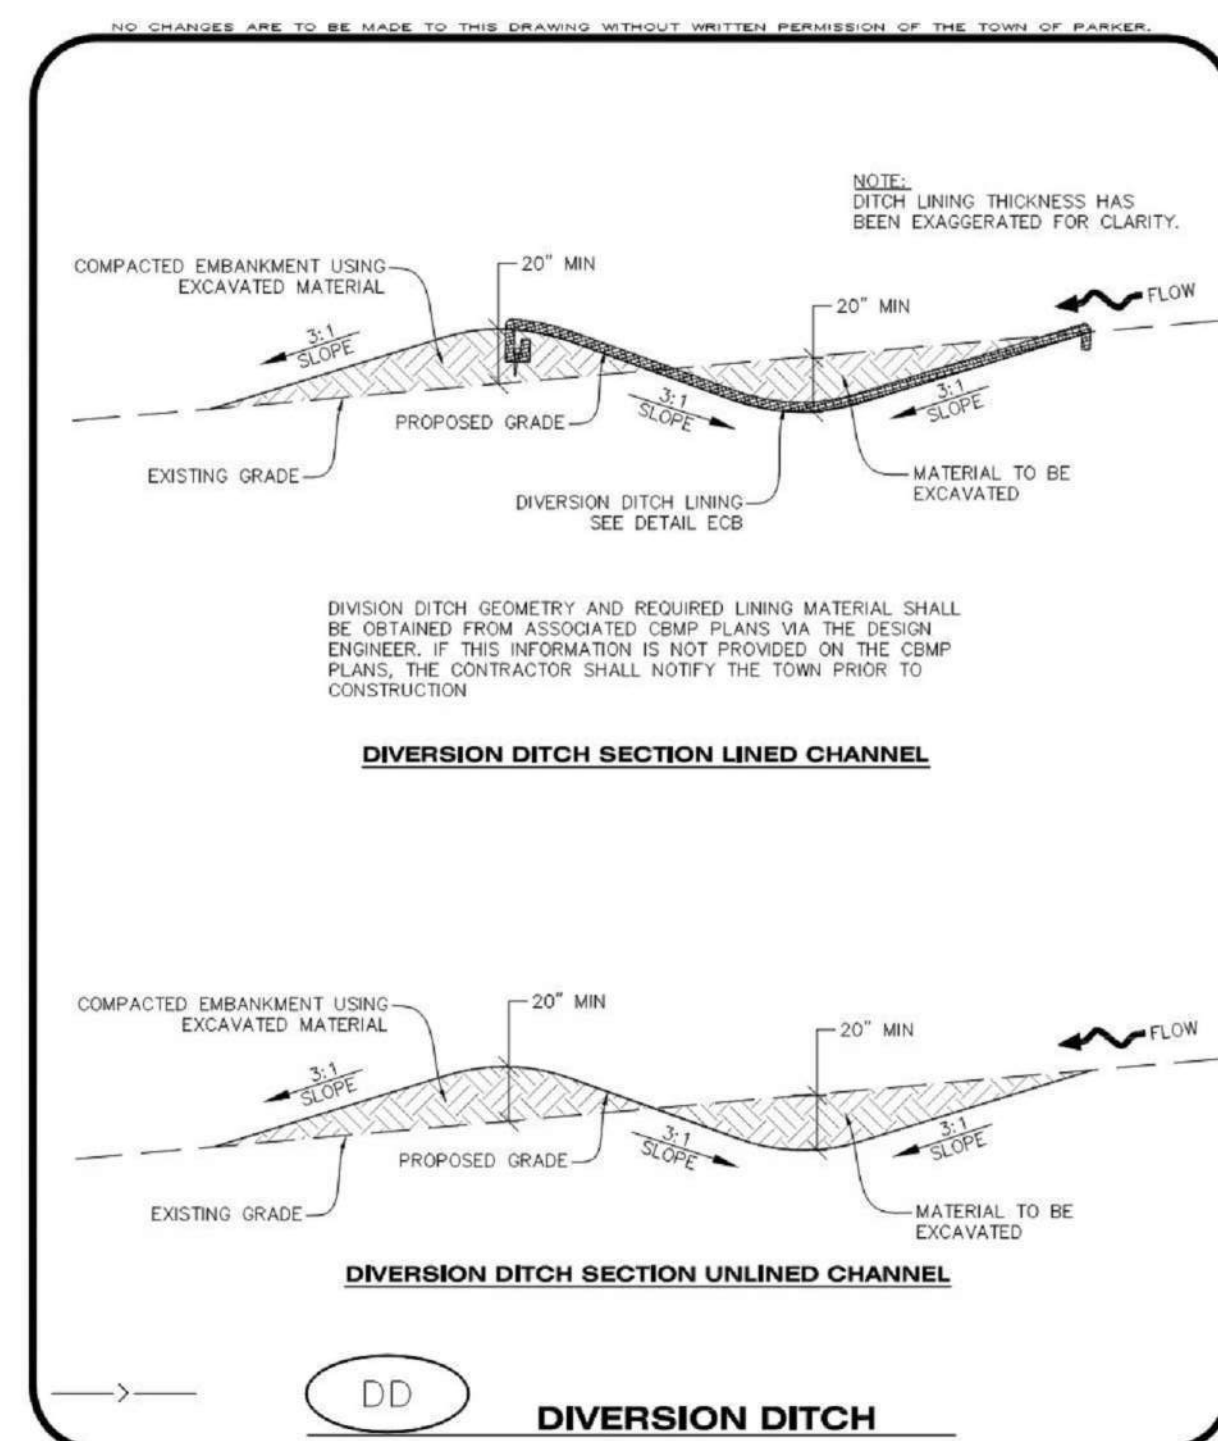 NO CHANGES ARE TO BE MADE TO THIS DRAWING WITHOUT WRITTEN PERMISSION OF THE TOWN OF PARKER.
NOTE:
DITCH LINING THICKNESS HAS
BEEN EXAGGERATED FOR CLARITY.
COMPACTED EMBANKMENT USING
EXCAVATED MATERIAL
20" MIN
20" MIN
FLOW
3:1
SLOPE
PROPOSED GRADE
3:1
SLOPE
3:1
SLOPE
EXISTING GRADE
MATERIAL TO BE
EXCAVATED
DIVERSION DITCH LINING
SEE DETAIL ECB
DIVISION DITCH GEOMETRY AND REQUIRED LINING MATERIAL SHALL
BE OBTAINED FROM ASSOCIATED CBMP PLANS VIA THE DESIGN
ENGINEER. IF THIS INFORMATION IS NOT PROVIDED ON THE CBMP
PLANS, THE CONTRACTOR SHALL NOTIFY THE TOWN PRIOR TO
CONSTRUCTION
DIVERSION DITCH SECTION LINED CHANNEL
COMPACTED EMBANKMENT USING
EXCAVATED MATERIAL
20" MIN
20" MIN
FLOW
3:1
SLOPE
PROPOSED GRADE
3:1
SLOPE
3:1
SLOPE
EXISTING GRADE
MATERIAL TO BE
EXCAVATED
DIVERSION DITCH SECTION UNLINED CHANNEL
DD
DIVERSION DITCH